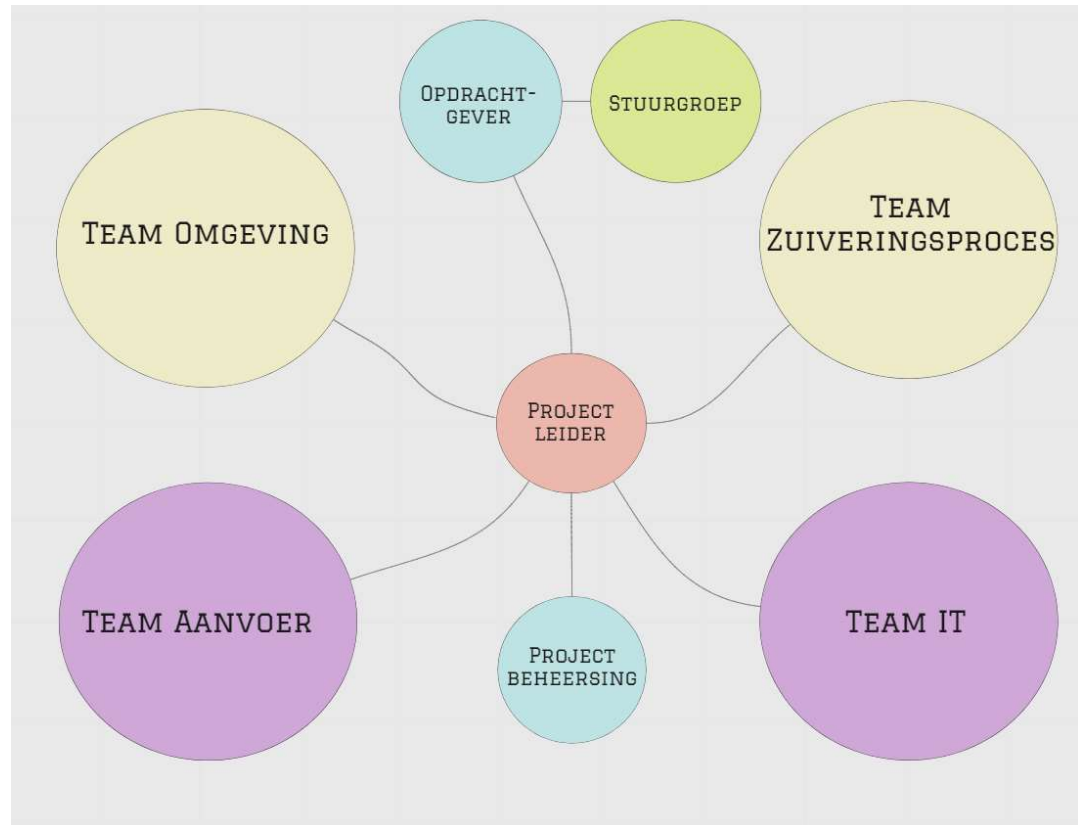 Opdracht-
gever
Stuurgroep
Team Omgeving
Team
Zuiveringsproces
Project
leider
Team Aanvoer
Team IT
Project
beheersing